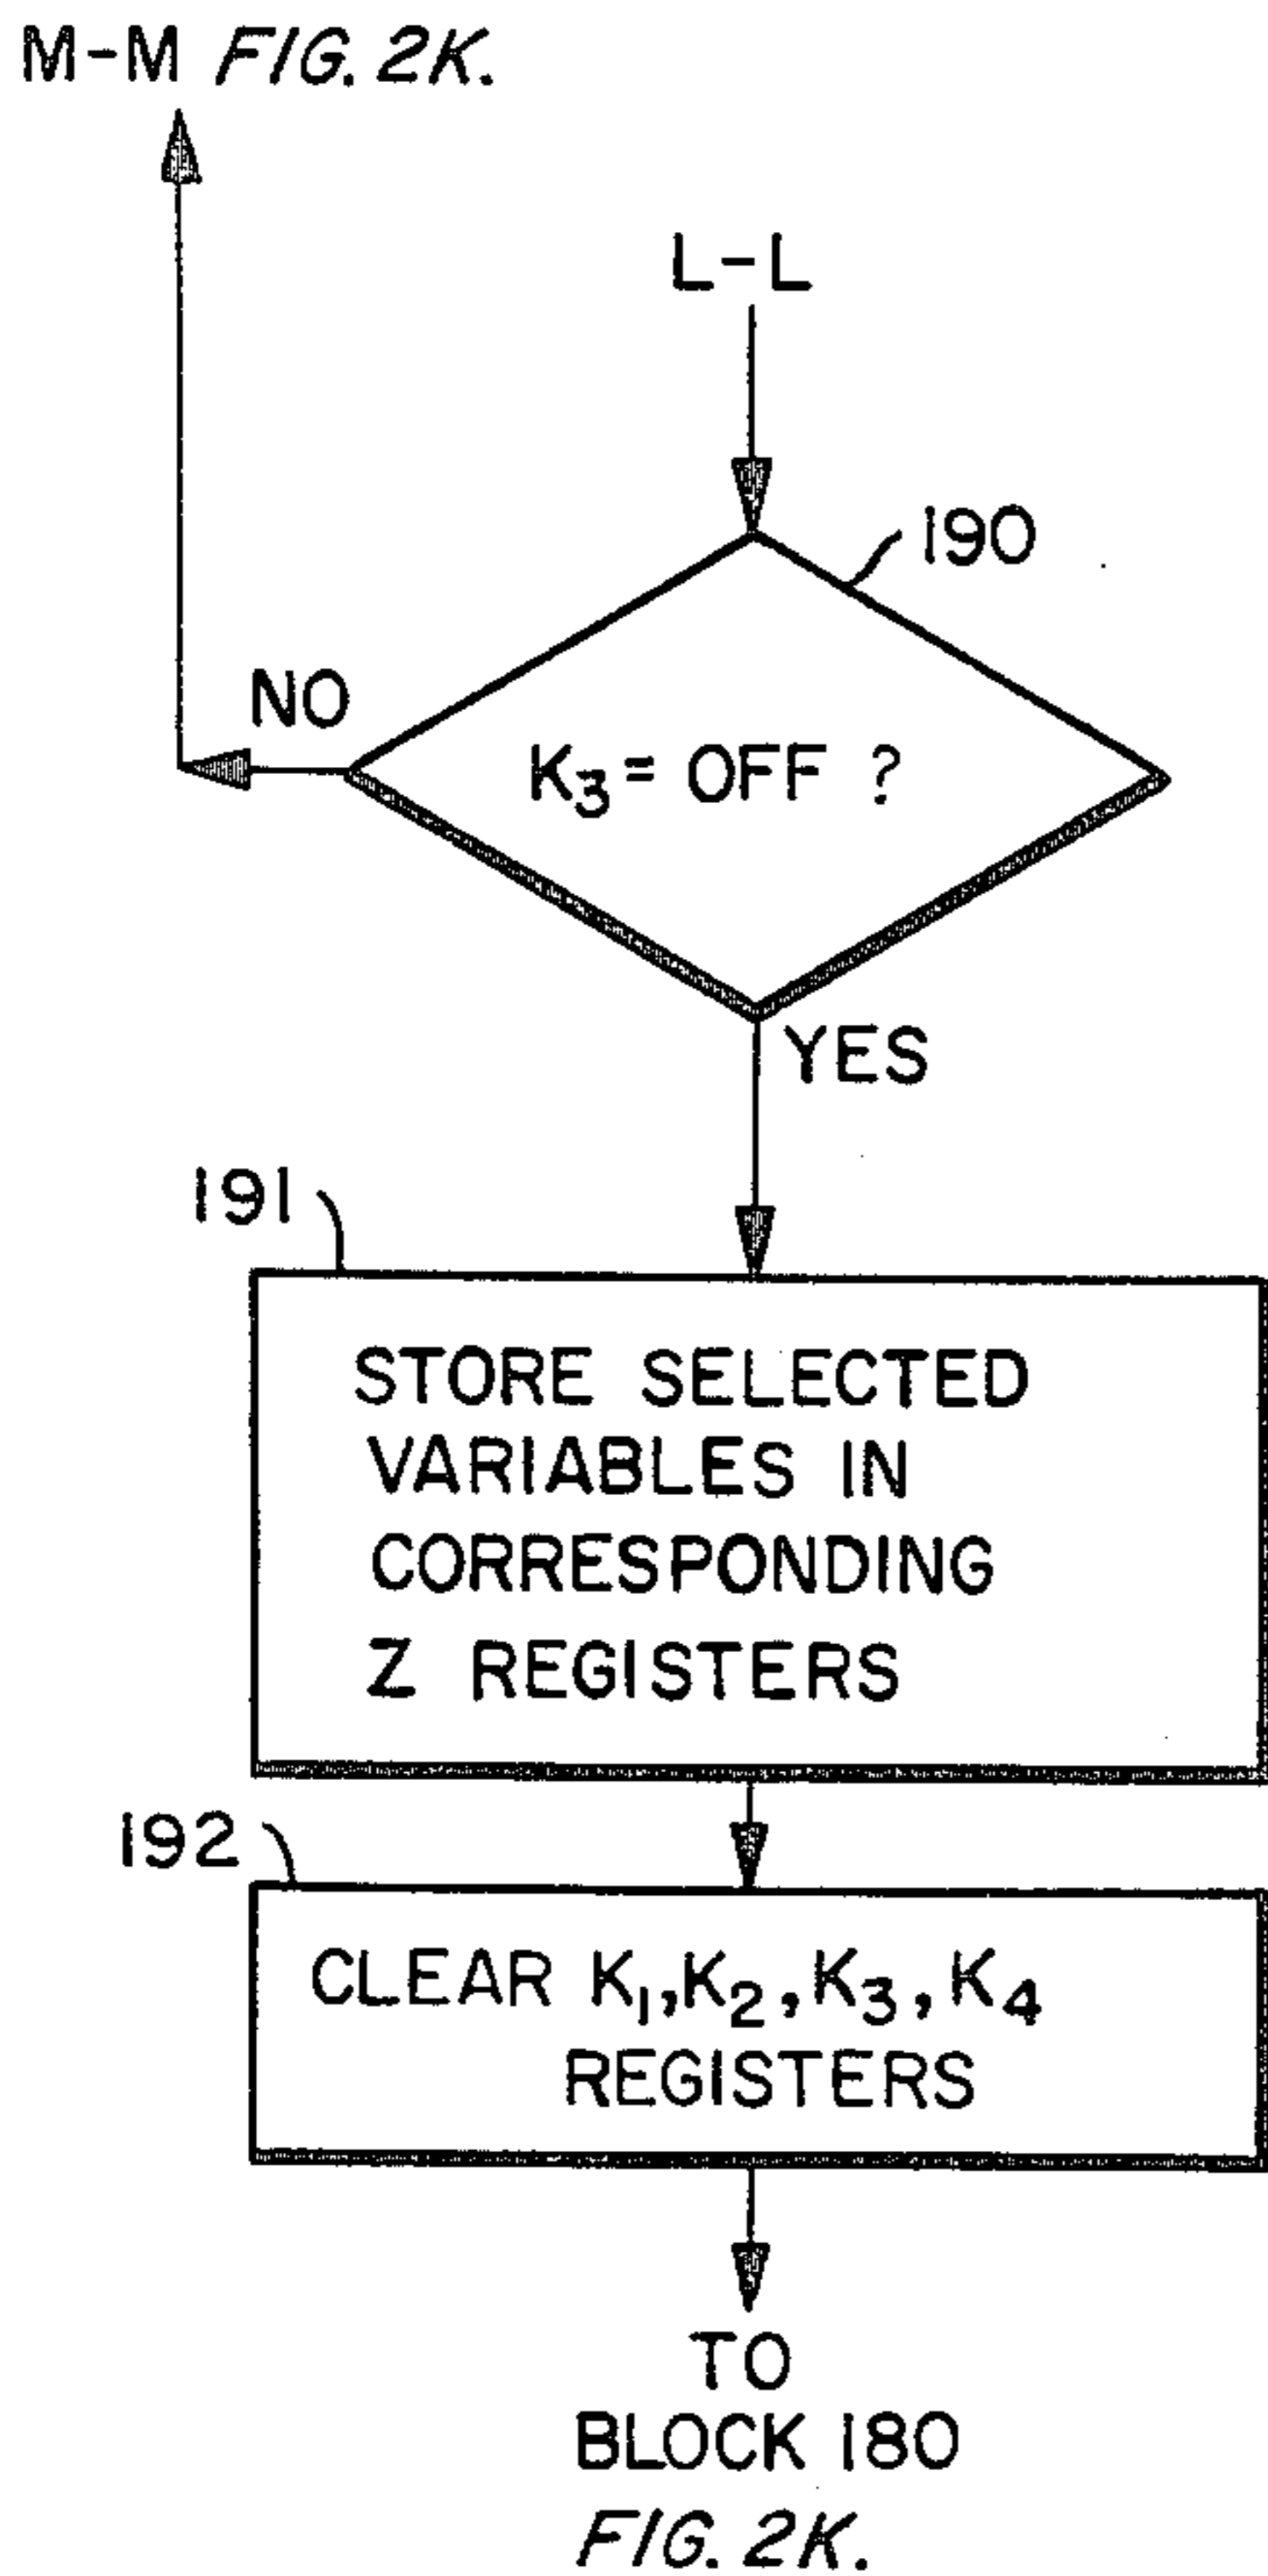 M-M FIG. 2K.
L-L
190
NO
K₃ = OFF ?
YES
191
STORE SELECTED
VARIABLES IN
CORRESPONDING
Z REGISTERS
192
CLEAR K₁,K₂,K₃,K₄
REGISTERS
TO
BLOCK 180
FIG. 2K.